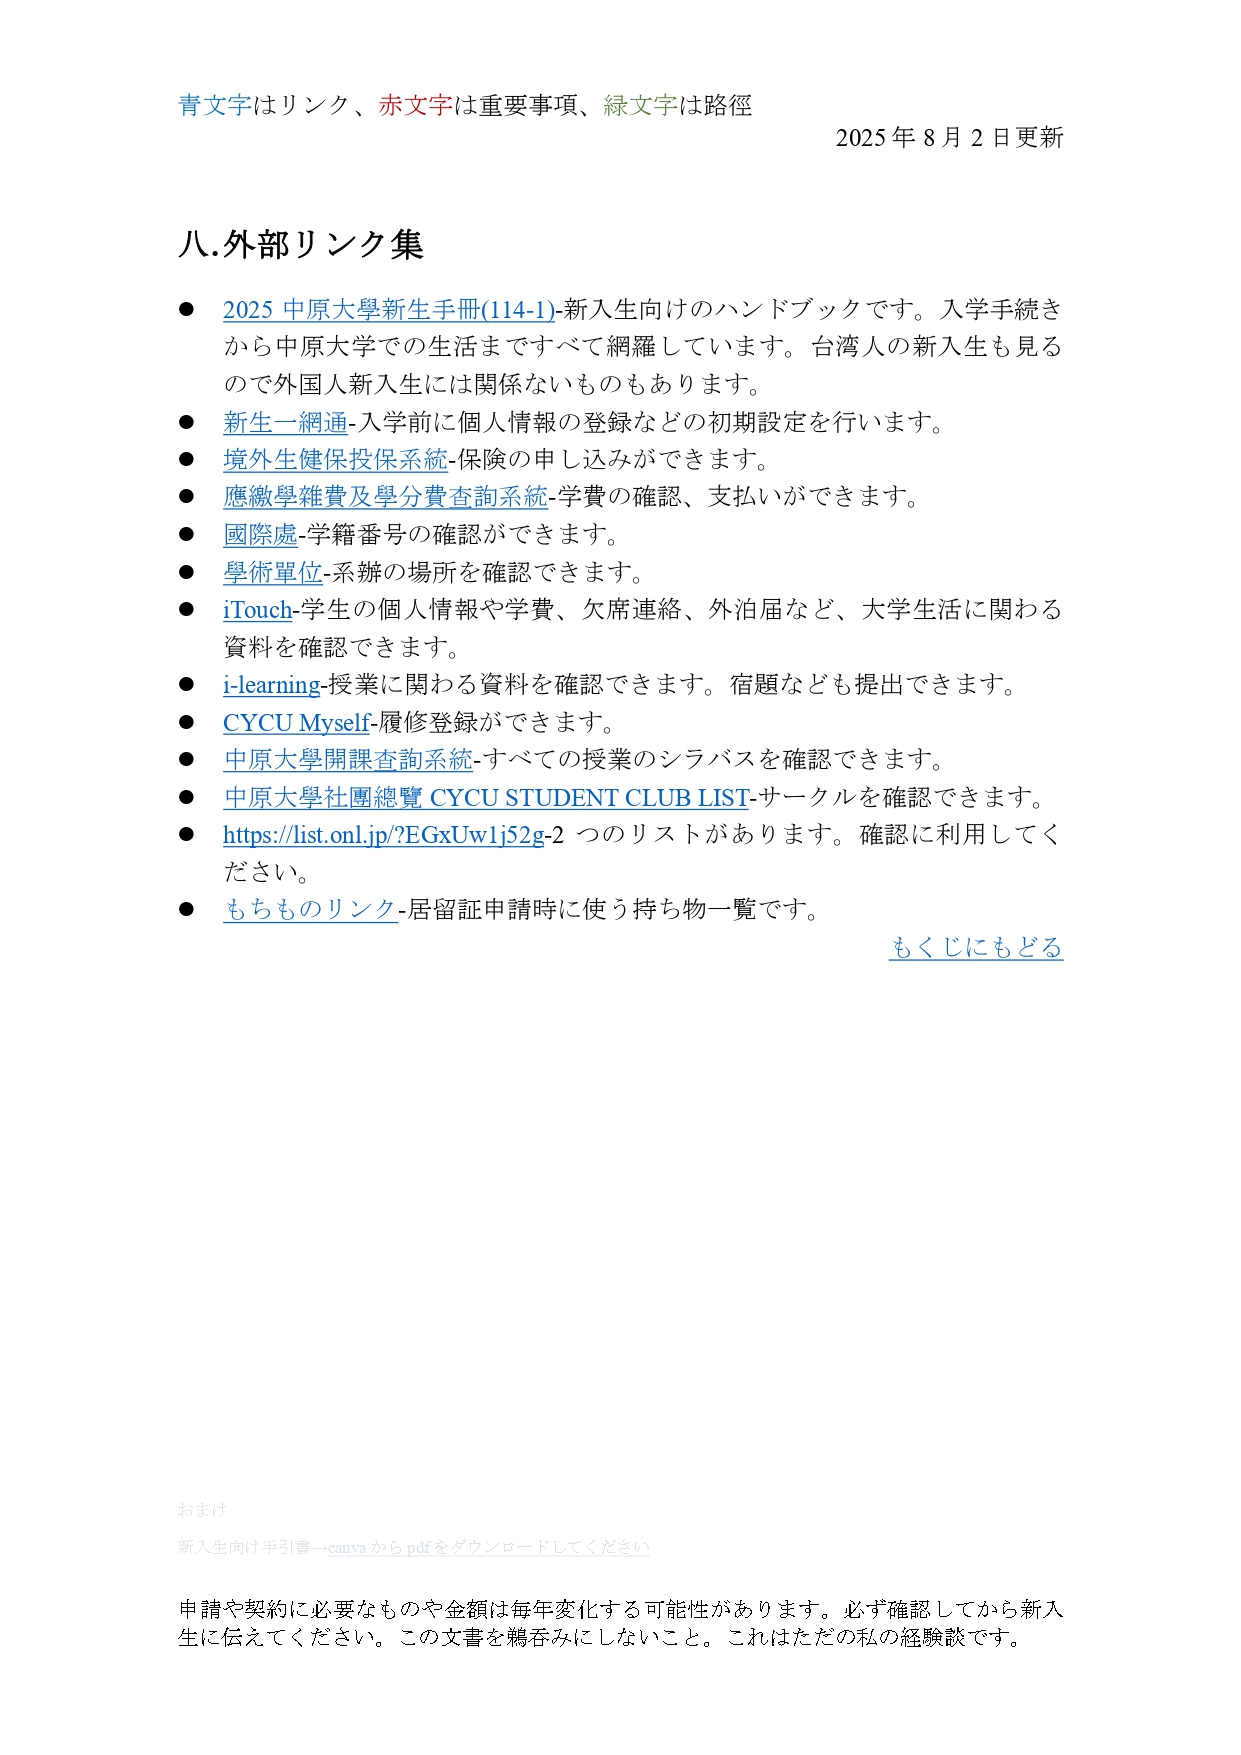 青文字はリンク、赤文字は重要事項、緑文字は路徑
2025 年 8 月 2 日更新
八.外部リンク集
● 2025 中原大學新生手冊(114-1)-新入生向けのハンドブックです。入学手続き
から中原大学での生活まですべて網羅しています。台湾人の新入生も見る
ので外国人新入生には関係ないものもあります。
● 新生一網通-入学前に個人情報の登録などの初期設定を行います。
● 境外生健保投保系統-保険の申し込みができます。
● 應繳學雜費及學分費查詢系統-学費の確認、支払いができます。
● 國際處-学籍番号の確認ができます。
● 學術單位-系辦の場所を確認できます。
● iTouch-学生の個人情報や学費、欠席連絡、外泊届など、大学生活に関わる
資料を確認できます。
● i-learning-授業に関わる資料を確認できます。宿題なども提出できます。
● CYCU Myself-履修登録ができます。
● 中原大學開課查詢系統-すべての授業のシラバスを確認できます。
● 中原大學社團總覽 CYCU STUDENT CLUB LIST-サークルを確認できます。
● https://list.onl.jp/?EGxUw1j52g-2 つのリストがあります。確認に利用してく
ださい。
● もちものリンク-居留証申請時に使う持ち物一覧です。
もくじにもどる
おまけ
新入生向け手引書→canva から pdf をダウンロードしてください
申請や契約に必要なものや金額は毎年変化する可能性があります。必ず確認してから新入
生に伝えてください。この文書を鵜呑みにしないこと。これはただの私の経験談です。